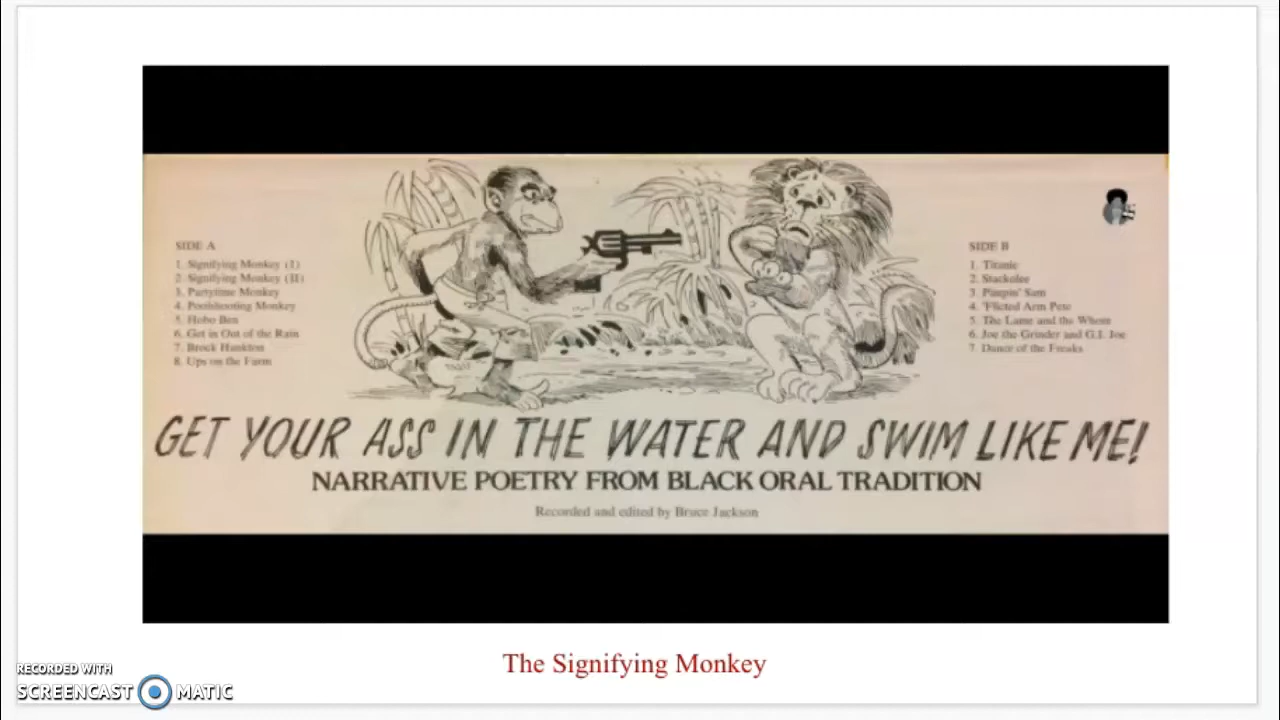 SIDE A
1. Signifying Monkey (I)
2. Signifying Monkey (II)
3. Partytime Monkey
4. Poolshooting Monkey
5. Hobo Ben
6. Get in Out of the Rain
7. Brock Hankton
8. Ups on the Farm
SIDE B
1. Titanic
2. Stackolee
3. Pimpin' Sam
4. 'Flicted Arm Pete
5. The Lame and the Whore
6. Joe the Grinder and G.I. Joe
7. Dance of the Freaks
GET YOUR ASS IN THE WATER AND SWIM LIKE ME!
NARRATIVE POETRY FROM BLACK ORAL TRADITION
Recorded and edited by Bruce Jackson
The Signifying Monkey
RECORDED WITH
SCREENCAST MATIC